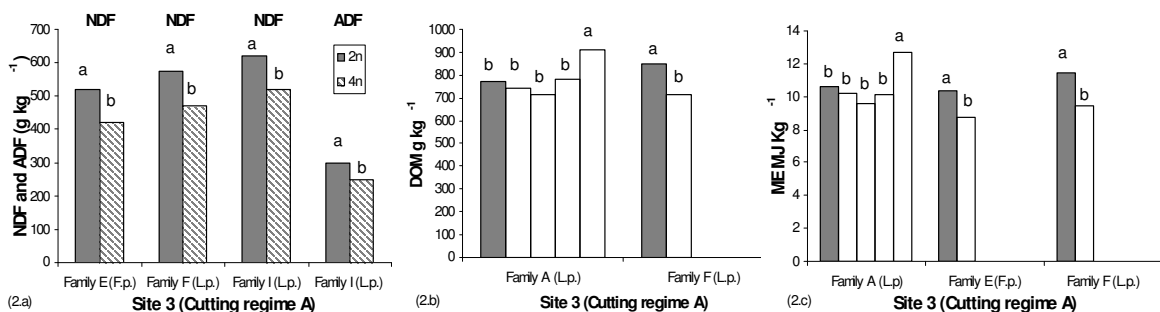 NDF NDF NDF ADF
NDF and ADF (g kg -1)
700
600
500
400
300
200
100
0
a b a b a b a b
2n
4n
Family E (F.p.) Family F (L.p.) Family I (L.p.) Family I (L.p.)
(2.a) Site 3 (Cutting regime A)
DOM g kg -1
1000
900
800
700
600
500
400
300
200
100
0
b b b b a a b
Family A (L.p.) Family F (L.p.)
(2.b) Site 3 (Cutting regime A)
MEMJ Kg -1
14
12
10
8
6
4
2
0
b b b b a a b a b
Family A (L.p) Family E (F.p.) Family F (L.p.)
(2.c) Site 3 (Cutting regime A)